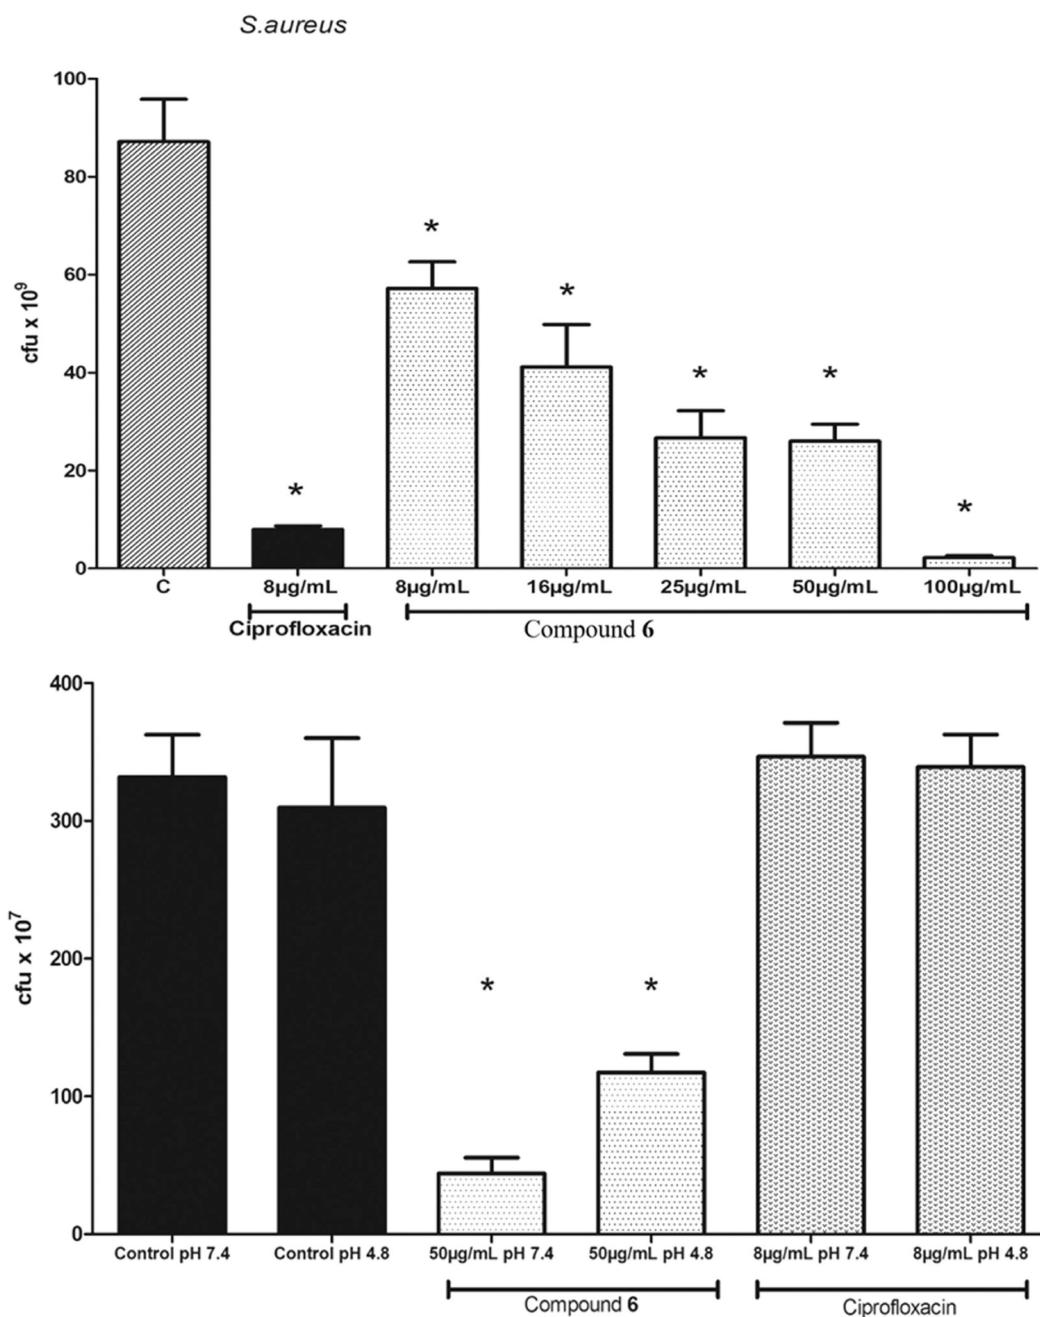 S.aureus
100
80
60
40
20
0
cfu x 10⁹
* * * * * *
C 8µg/mL 8µg/mL 16µg/mL 25µg/mL 50µg/mL 100µg/mL
Ciprofloxacin Compound 6
400
300
200
100
0
cfu x 10⁷
* *
Control pH 7.4 Control pH 4.8 50µg/mL pH 7.4 50µg/mL pH 4.8 8µg/mL pH 7.4 8µg/mL pH 4.8
Compound 6 Ciprofloxacin